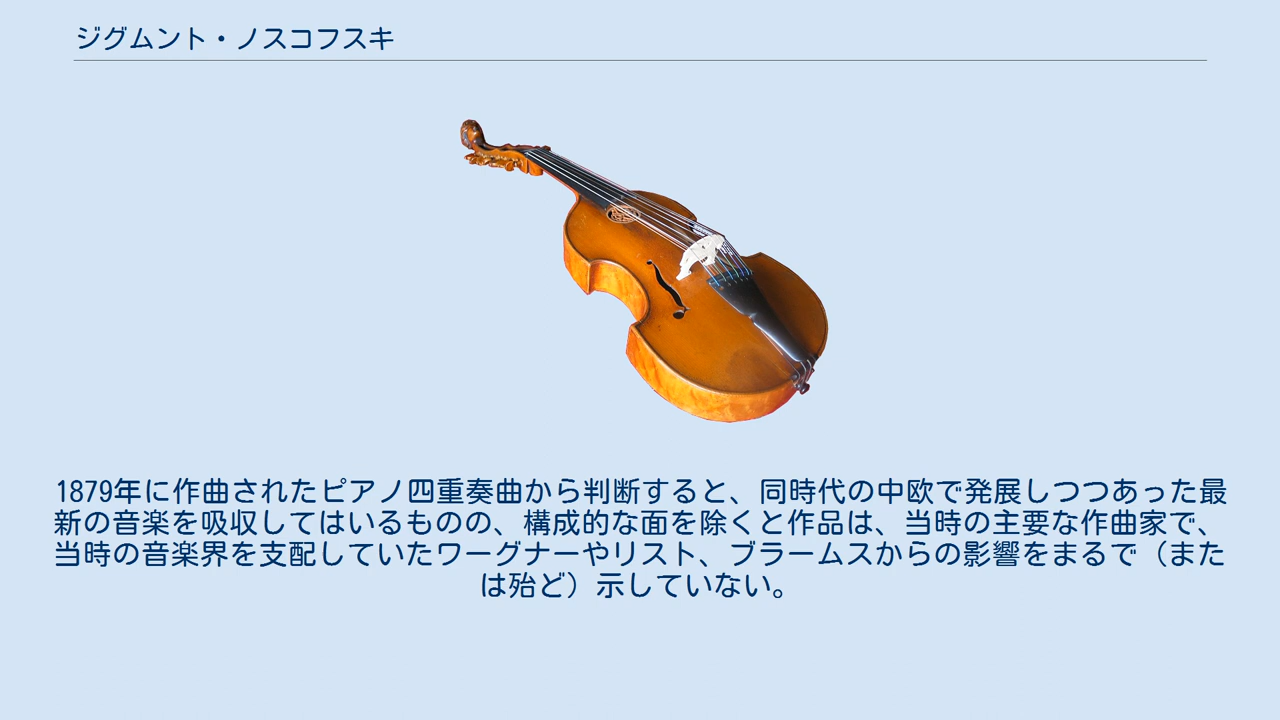 ジグムント・ノスコフスキ
1879年に作曲されたピアノ四重奏曲から判断すると、同時代の中欧で発展しつつあった最
新の音楽を吸収してはいるものの、構成的な面を除くと作品は、当時の主要な作曲家で、
当時の音楽界を支配していたワーグナーやリスト、ブラームスからの影響をまるで（また
は殆ど）示していない。